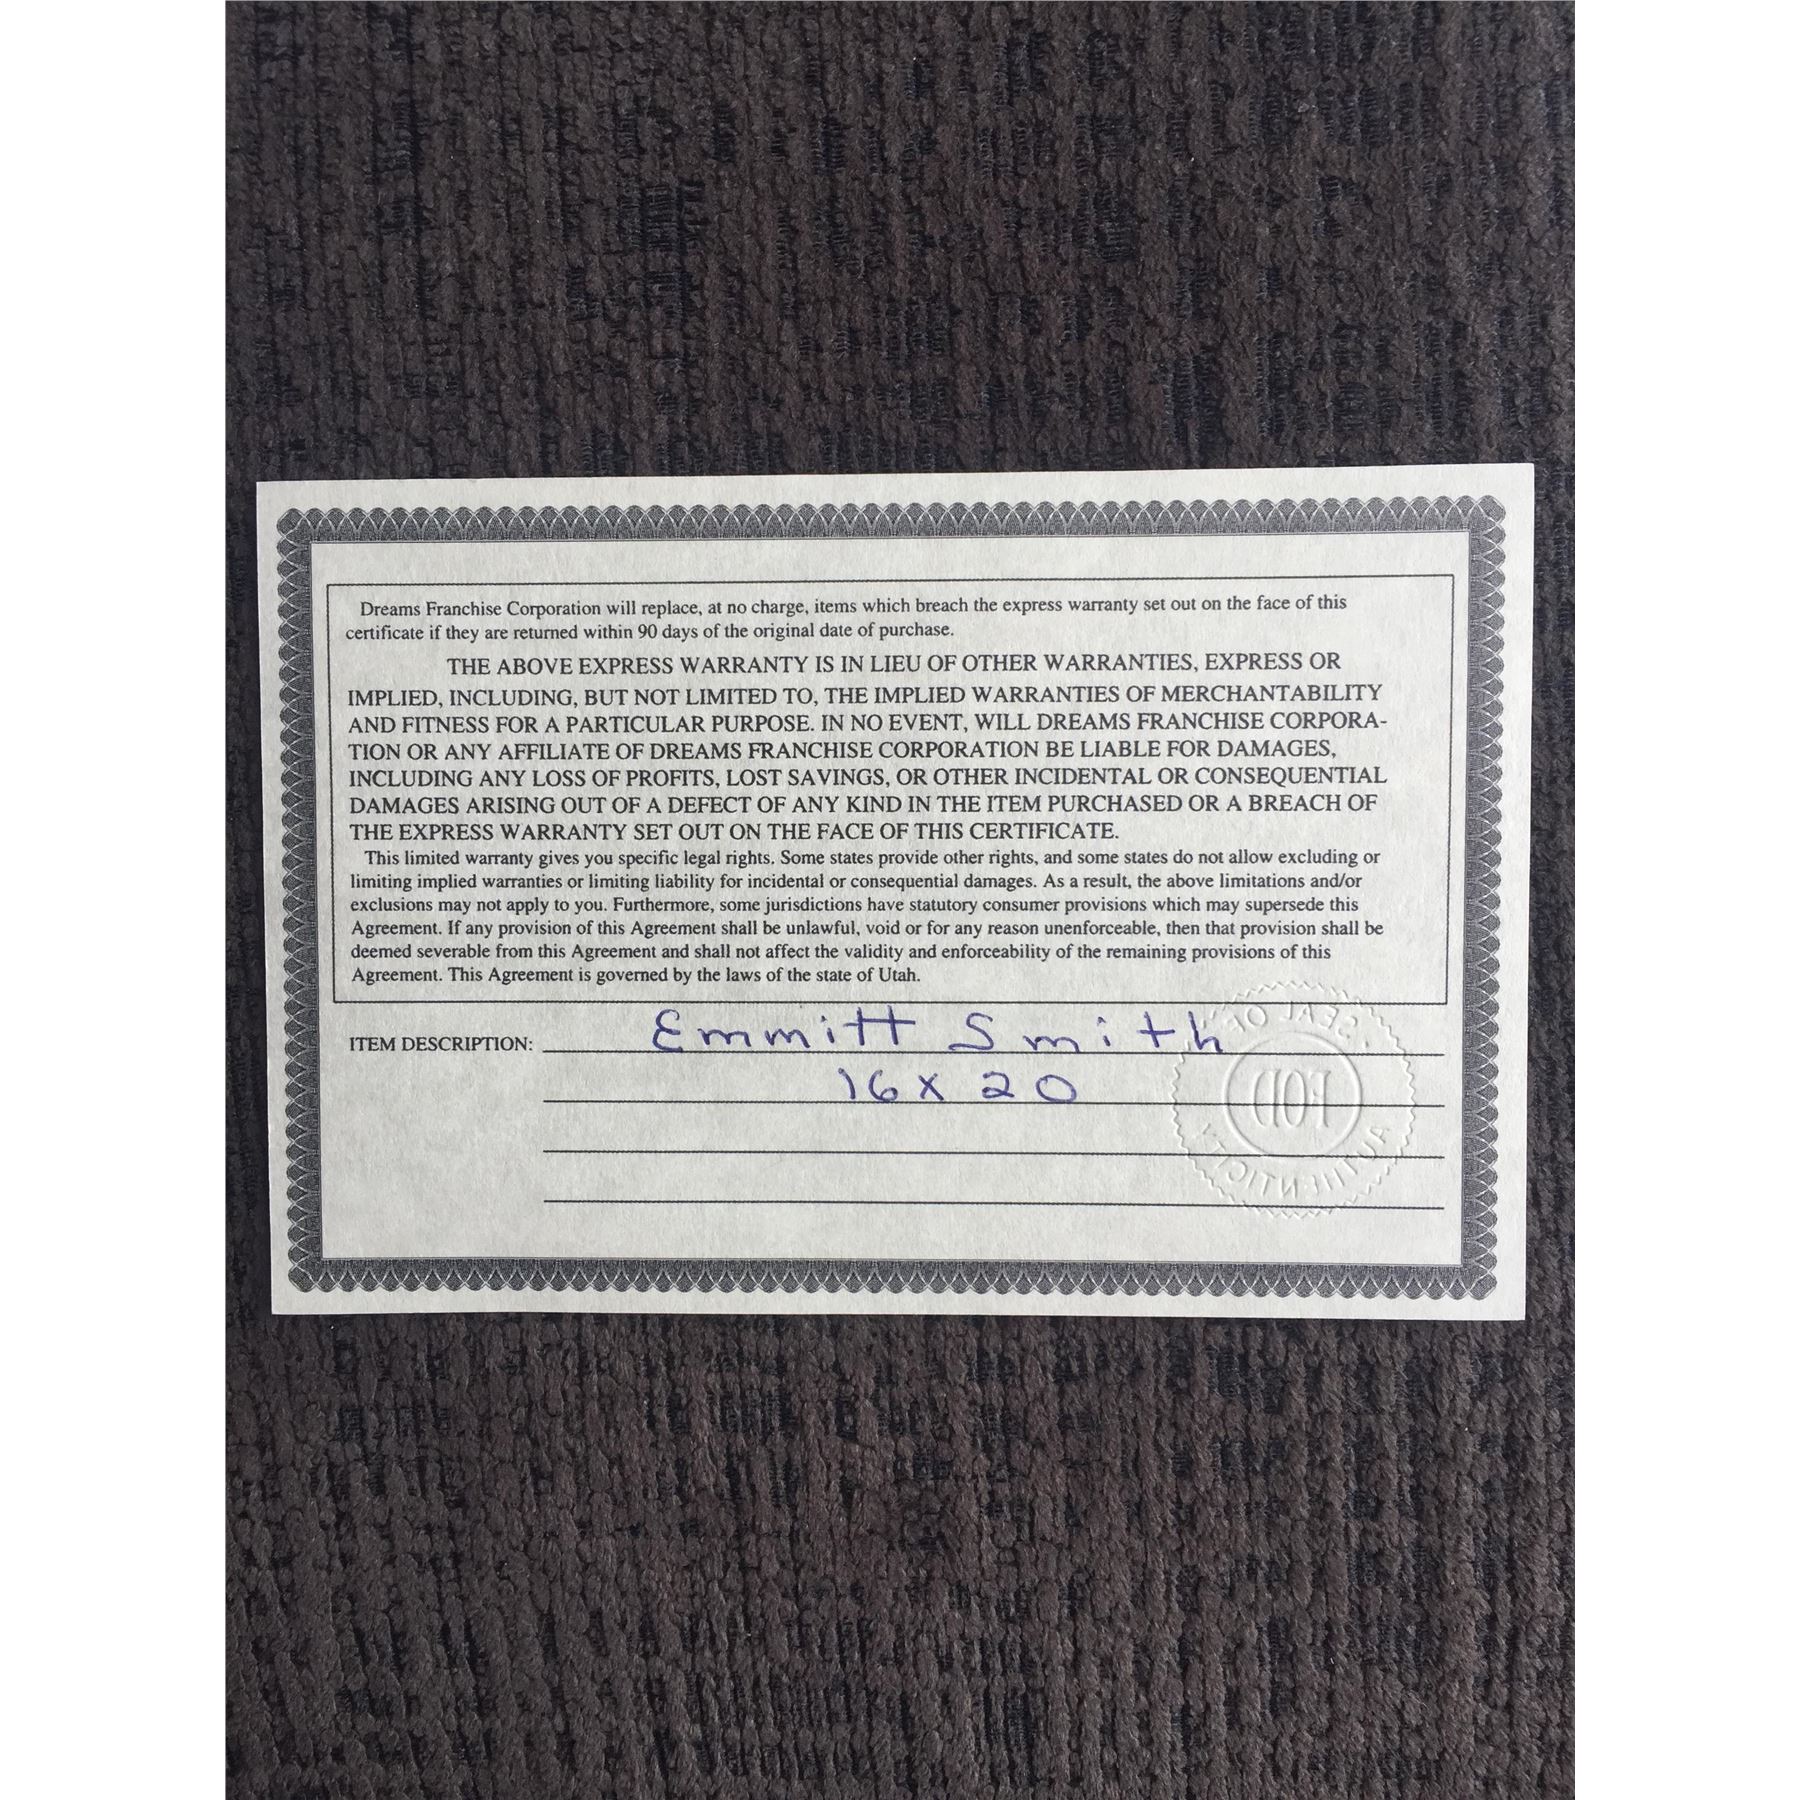 Dreams Franchise Corporation will replace, at no charge, items which breach the express warranty set out on the face of this
certificate if they are returned within 90 days of the original date of purchase.
THE ABOVE EXPRESS WARRANTY IS IN LIEU OF OTHER WARRANTIES, EXPRESS OR
IMPLIED, INCLUDING, BUT NOT LIMITED TO, THE IMPLIED WARRANTIES OF MERCHANTABILITY
AND FITNESS FOR A PARTICULAR PURPOSE. IN NO EVENT, WILL DREAMS FRANCHISE CORPORA-
TION OR ANY AFFILIATE OF DREAMS FRANCHISE CORPORATION BE LIABLE FOR DAMAGES,
INCLUDING ANY LOSS OF PROFITS, LOST SAVINGS, OR OTHER INCIDENTAL OR CONSEQUENTIAL
DAMAGES ARISING OUT OF A DEFECT OF ANY KIND IN THE ITEM PURCHASED OR A BREACH OF
THE EXPRESS WARRANTY SET OUT ON THE FACE OF THIS CERTIFICATE.
This limited warranty gives you specific legal rights. Some states provide other rights, and some states do not allow excluding or
limiting implied warranties or limiting liability for incidental or consequential damages. As a result, the above limitations and/or
exclusions may not apply to you. Furthermore, some jurisdictions have statutory consumer provisions which may supersede this
Agreement. If any provision of this Agreement shall be unlawful, void or for any reason unenforceable, then that provision shall be
deemed severable from this Agreement and shall not affect the validity and enforceability of the remaining provisions of this
Agreement. This Agreement is governed by the laws of the state of Utah.
ITEM DESCRIPTION: Emmitt Smith
16 x 20
SEAL OF
AUTHENTICITY